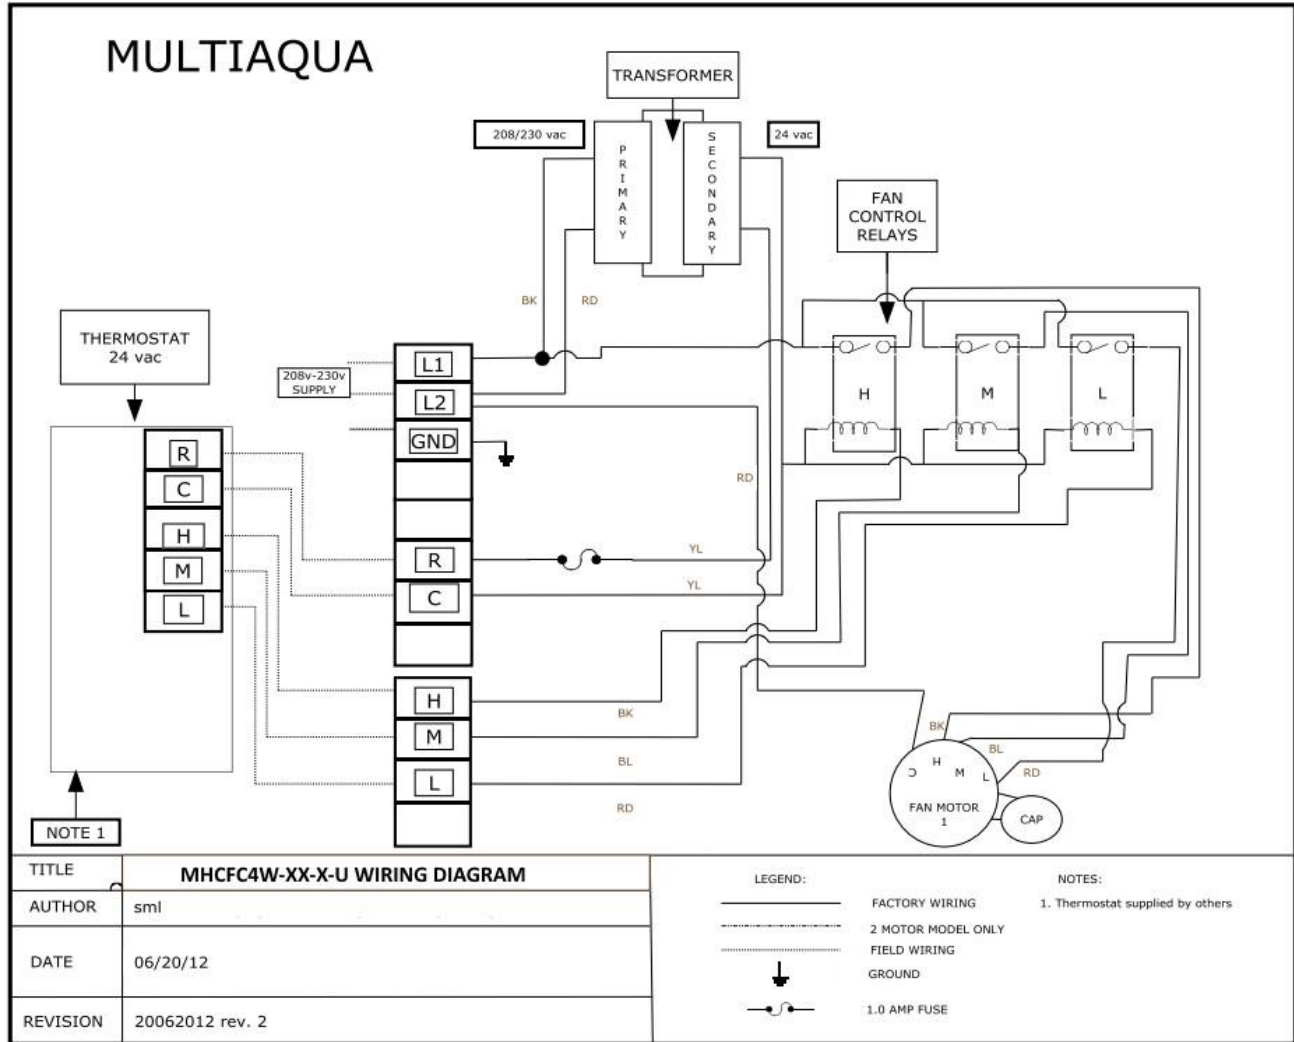 MULTIAQUA
TRANSFORMER
208/230 vac
PRIMARY
SECONDARY
24 vac
FAN
CONTROL
RELAYS
BK
RD
THERMOSTAT
24 vac
208v-230v
SUPPLY
L1
L2
GND
R
C
H
M
L
R
C
H
M
L
H
M
L
RD
YL
YL
BK
BL
RD
BK
BL
RD
C
H
M
L
FAN MOTOR
1
CAP
NOTE 1
TITLE
MHCFC4W-XX-X-U WIRING DIAGRAM
AUTHOR
sml
DATE
06/20/12
REVISION
20062012 rev. 2
LEGEND:
FACTORY WIRING
2 MOTOR MODEL ONLY
FIELD WIRING
GROUND
1.0 AMP FUSE
NOTES:
1. Thermostat supplied by others